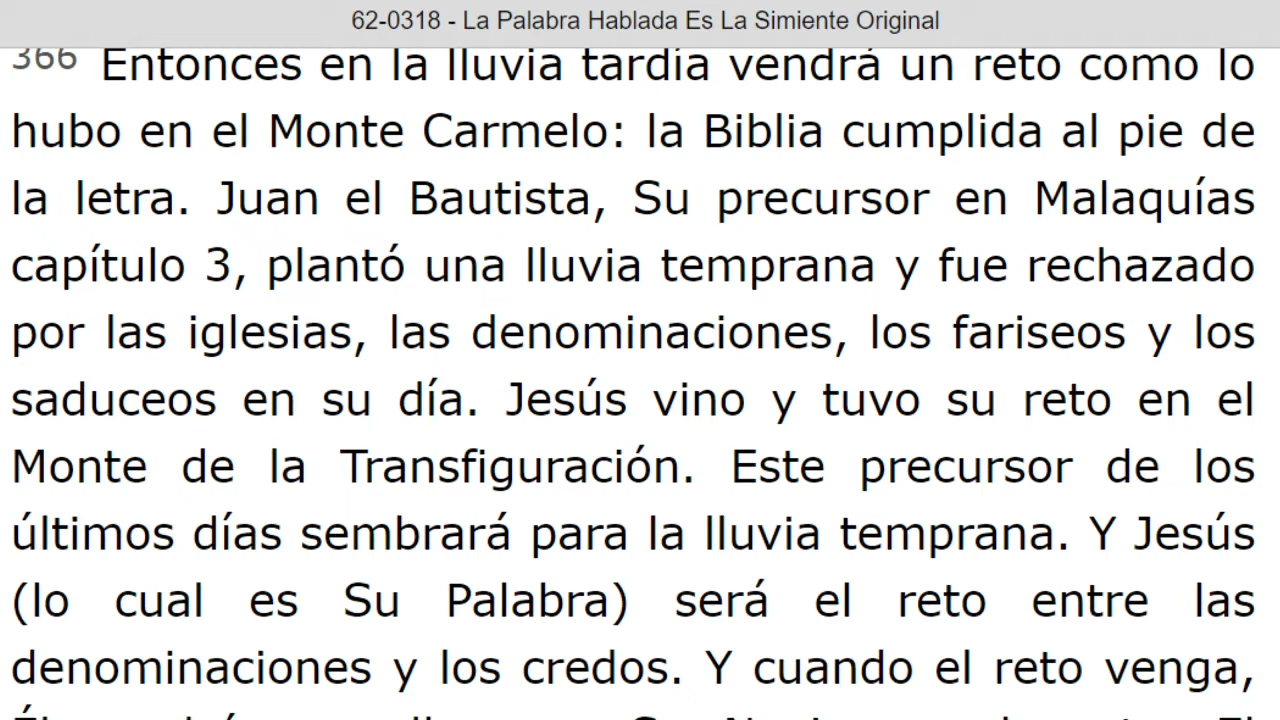 62-0318 - La Palabra Hablada Es La Simiente Original
366 Entonces en la lluvia tardía vendrá un reto como lo
hubo en el Monte Carmelo: la Biblia cumplida al pie de
la letra. Juan el Bautista, Su precursor en Malaquías
capítulo 3, plantó una lluvia temprana y fue rechazado
por las iglesias, las denominaciones, los fariseos y los
saduceos en su día. Jesús vino y tuvo su reto en el
Monte de la Transfiguración. Este precursor de los
últimos días sembrará para la lluvia temprana. Y Jesús
(lo cual es Su Palabra) será el reto entre las
denominaciones y los credos. Y cuando el reto venga,